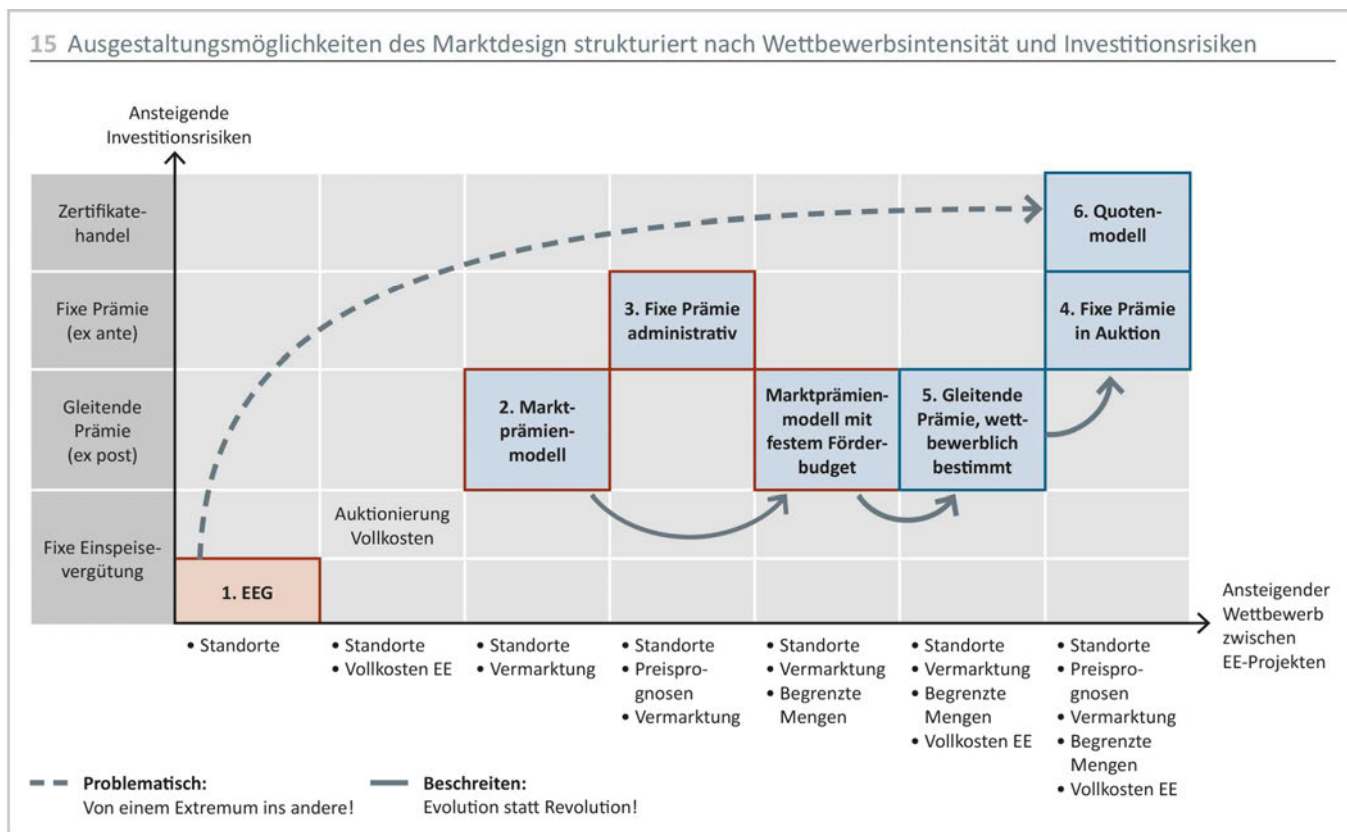 15 Ausgestaltungsmöglichkeiten des Marktdesign strukturiert nach Wettbewerbsintensität und Investitionsrisiken
Ansteigende
Investitionsrisiken
Zertifikate-
handel
6. Quoten-
modell
Fixe Prämie
(ex ante)
3. Fixe Prämie
administrativ
4. Fixe Prämie
in Auktion
Gleitende
Prämie
(ex post)
2. Markt-
prämien-
modell
Marktprämien-
modell mit
festem Förder-
budget
5. Gleitende
Prämie, wett-
bewerblich
bestimmt
Fixe Einspeise-
vergütung
Auktionierung
Vollkosten
1. EEG
Ansteigender
Wettbewerb
zwischen
EE-Projekten
• Standorte
• Standorte
• Vollkosten EE
• Standorte
• Vermarktung
• Standorte
• Preispro-
gnosen
• Vermarktung
• Standorte
• Vermarktung
• Begrenzte
Mengen
• Standorte
• Vermarktung
• Begrenzte
Mengen
• Vollkosten EE
• Standorte
• Preispro-
gnosen
• Vermarktung
• Begrenzte
Mengen
• Vollkosten EE
Problematisch:
Von einem Extremum ins andere!
Beschreiten:
Evolution statt Revolution!